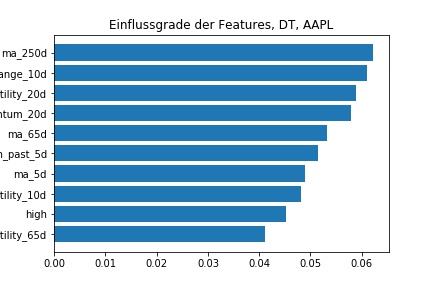 Einflussgrade der Features, DT, AAPL
ma_250d
ange_10d
tility_20d
ntum_20d
ma_65d
n_past_5d
ma_5d
tility_10d
high
tility_65d
0.00 0.01 0.02 0.03 0.04 0.05 0.06